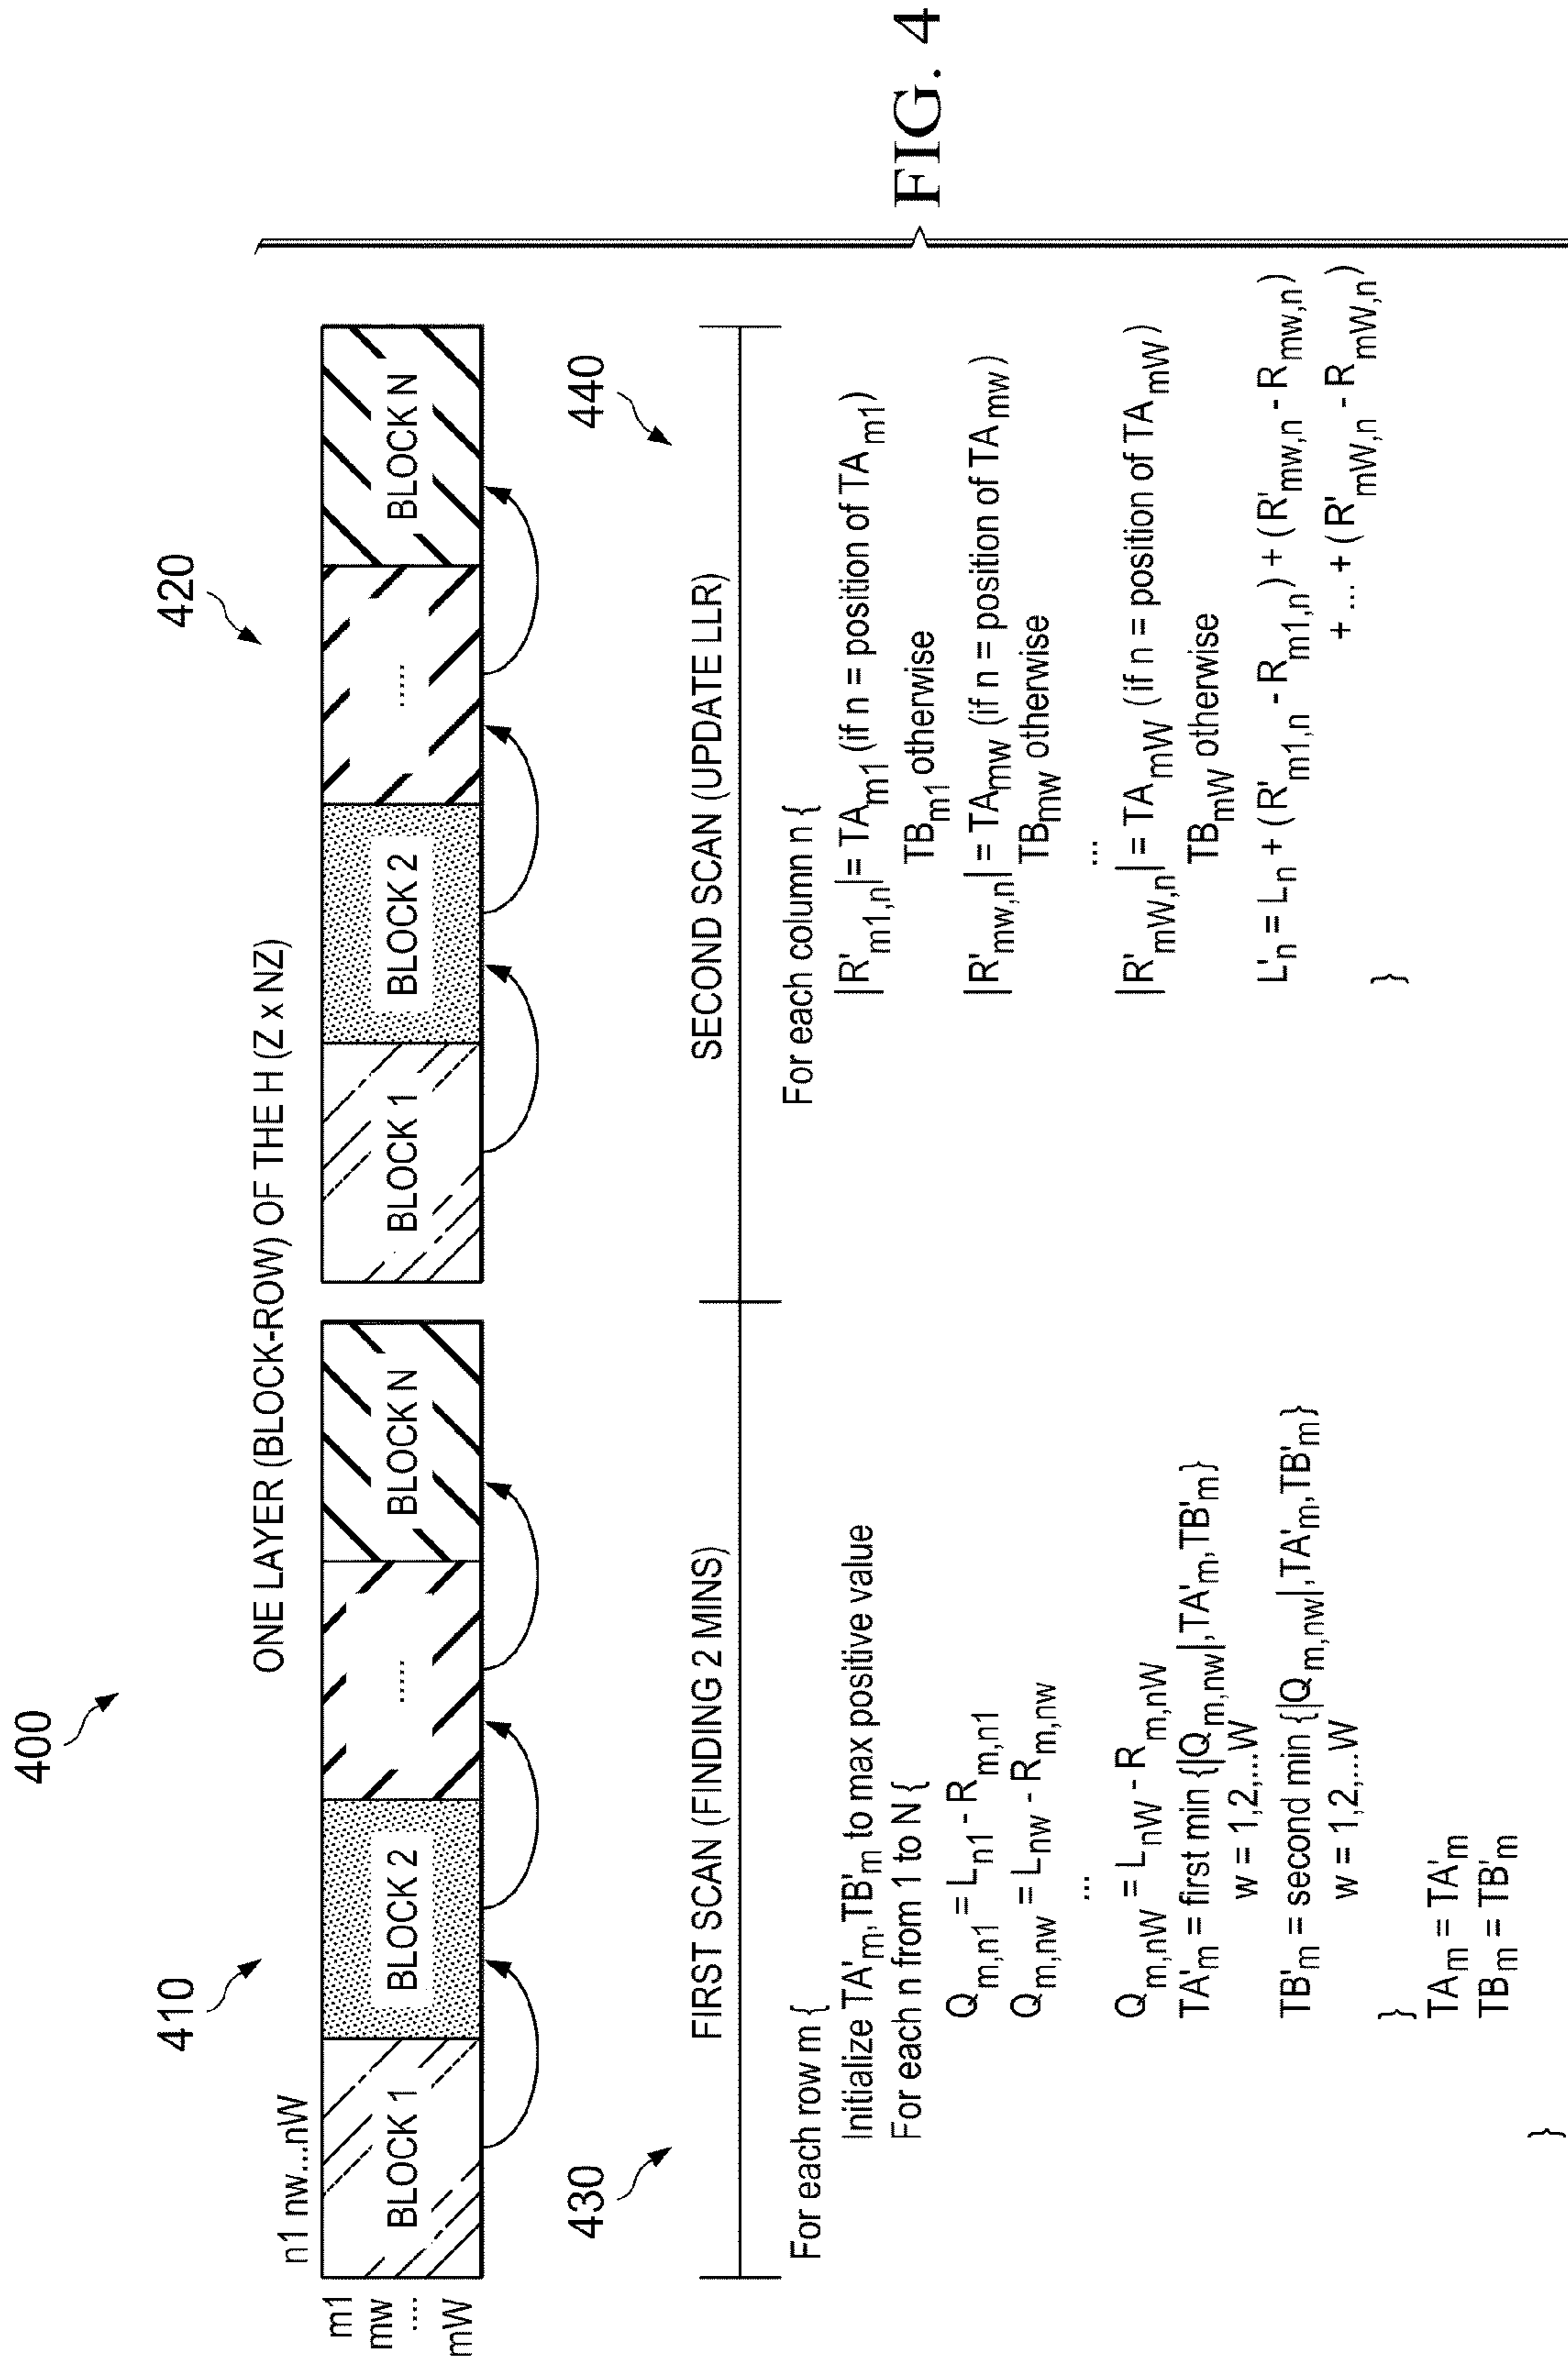 400
ONE LAYER (BLOCK-ROW) OF THE H (Z x NZ)
410
420
n1 nw...nW
m1
mw
....
mW
BLOCK 1
BLOCK 2
.....
BLOCK N
BLOCK 1
BLOCK 2
.....
BLOCK N
430
FIRST SCAN (FINDING 2 MINS)
For each row m {
Initialize TA'm, TB'm to max positive value
For each n from 1 to N {
Qm,n1 = Ln1 - Rm,n1
Qm,nw = Lnw - Rm,nw
...
Qm,nW = LnW - Rm,nW
TA'm = first min {|Qm,nw|,TA'm,TB'm}
w = 1,2,...W
TB'm = second min {|Qm,nw|,TA'm,TB'm}
w = 1,2,...W
}
TAm = TA'm
TBm = TB'm
}
440
SECOND SCAN (UPDATE LLR)
For each column n {
|R'm1,n| = TAm1 (if n = position of TAm1)
TBm1 otherwise
|R'mw,n| = TAmw (if n = position of TAmw)
TBmw otherwise
...
|R'mW,n| = TAmW (if n = position of TAmW)
TBmW otherwise
L'n = Ln + (R'm1,n - Rm1,n) + (R'mw,n - Rmw,n)
+ ... + (R'mW,n - RmW,n)
}
FIG. 4